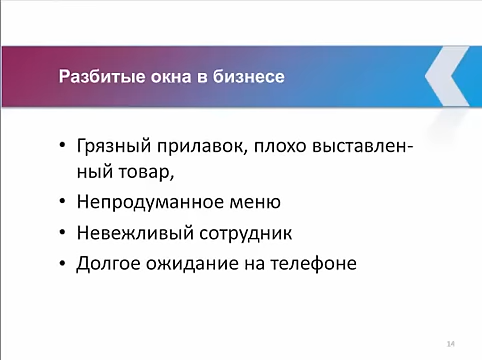 Разбитые окна в бизнесе
• Грязный прилавок, плохо выставлен-
ный товар,
• Непродуманное меню
• Невежливый сотрудник
• Долгое ожидание на телефоне
14